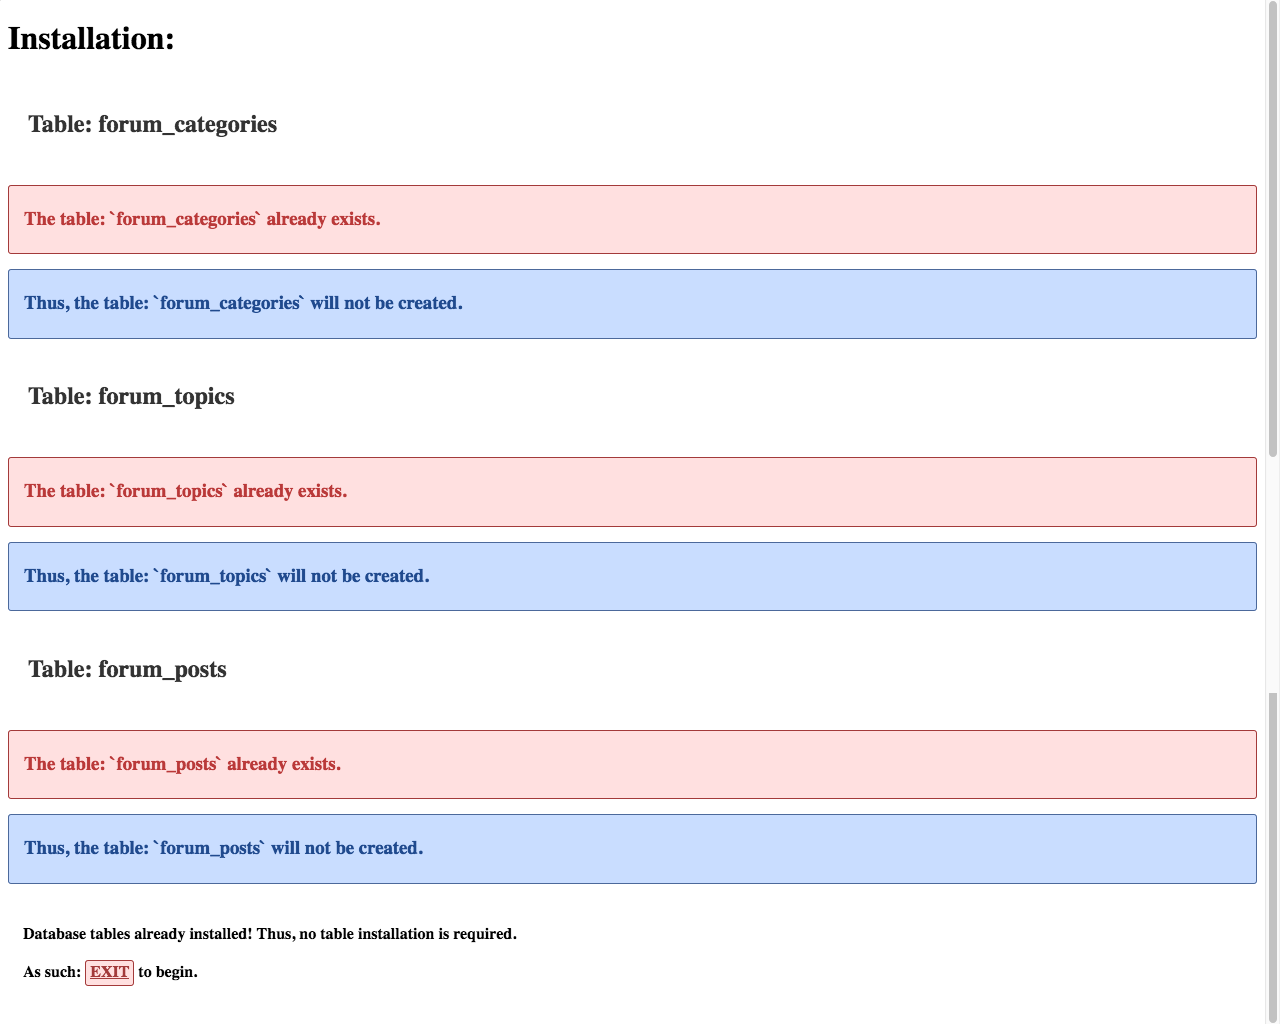 Installation:
Table: forum_categories
The table: `forum_categories` already exists.
Thus, the table: `forum_categories` will not be created.
Table: forum_topics
The table: `forum_topics` already exists.
Thus, the table: `forum_topics` will not be created.
Table: forum_posts
The table: `forum_posts` already exists.
Thus, the table: `forum_posts` will not be created.
Database tables already installed! Thus, no table installation is required.
As such: EXIT to begin.